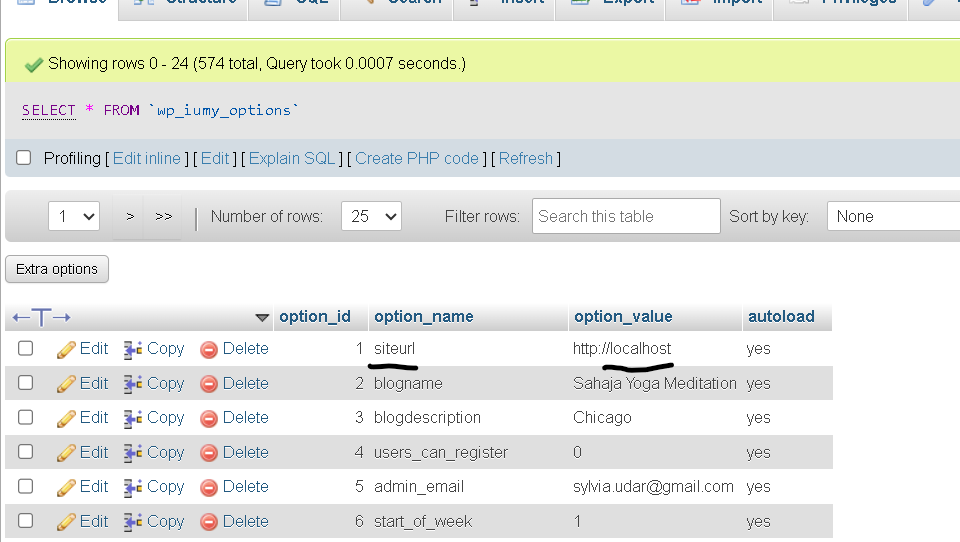 Browse Structure SQL Search Insert Export Import Privileges
Showing rows 0 - 24 (574 total, Query took 0.0007 seconds.)
SELECT * FROM `wp_iumy_options`
Profiling [ Edit inline ] [ Edit ] [ Explain SQL ] [ Create PHP code ] [ Refresh ]
1 > >> Number of rows: 25 Filter rows: Search this table Sort by key: None
Extra options
←T→ option_id option_name option_value autoload
Edit Copy Delete 1 siteurl http://localhost yes
Edit Copy Delete 2 blogname Sahaja Yoga Meditation yes
Edit Copy Delete 3 blogdescription Chicago yes
Edit Copy Delete 4 users_can_register 0 yes
Edit Copy Delete 5 admin_email sylvia.udar@gmail.com yes
Edit Copy Delete 6 start_of_week 1 yes